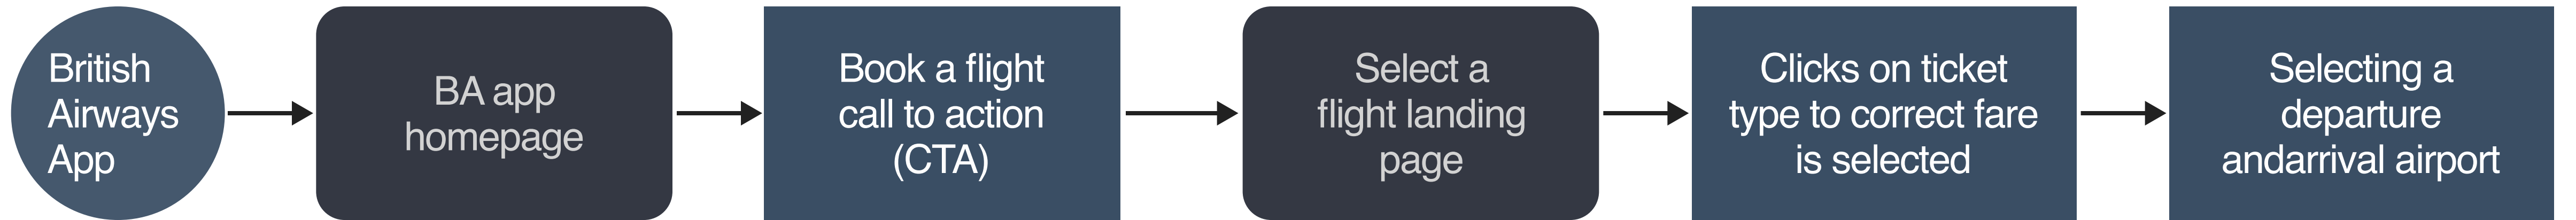 British
Airways
App
BA app
homepage
Book a flight
call to action
(CTA)
Select a
flight landing
page
Clicks on ticket
type to correct fare
is selected
Selecting a
departure
andarrival airport